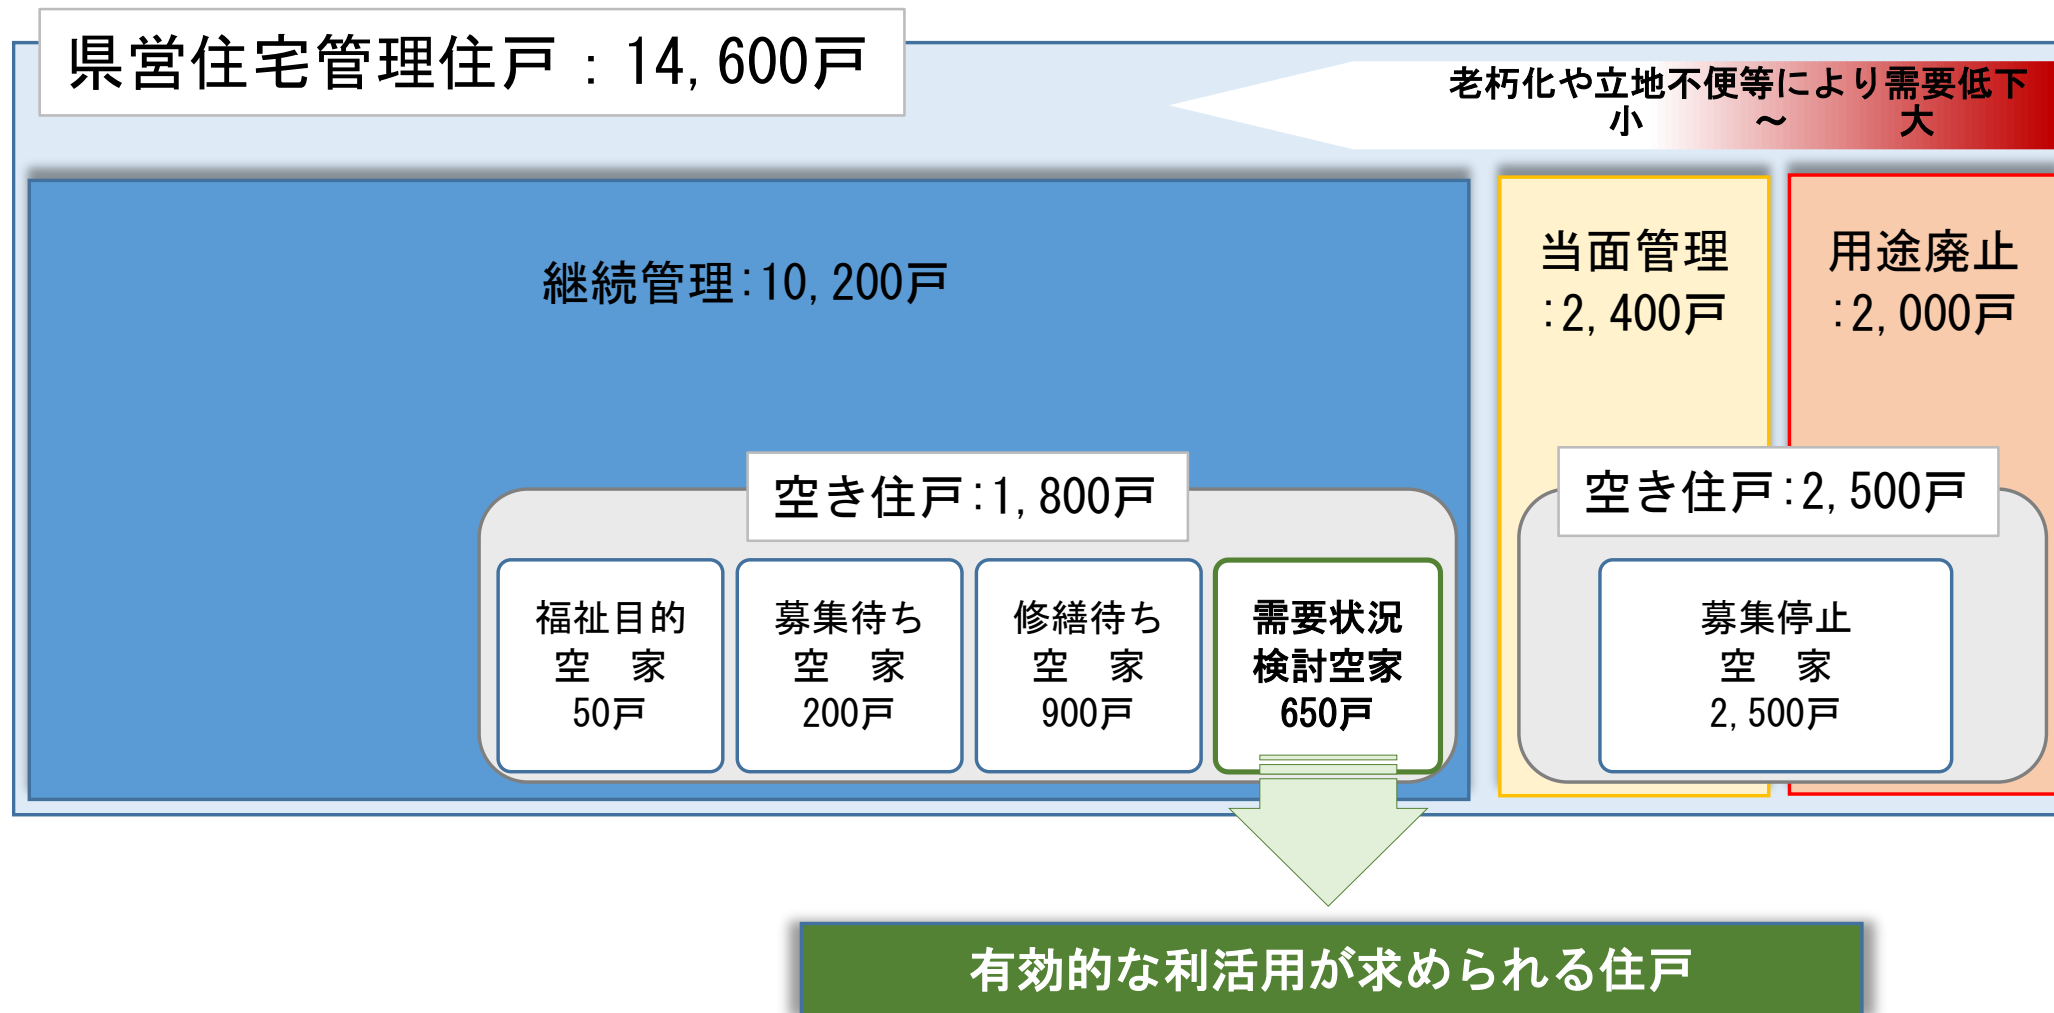 県営住宅管理住戸：14,600戸
老朽化や立地不便等により需要低下
小　～　大
継続管理:10,200戸
当面管理
:2,400戸
用途廃止
:2,000戸
空き住戸:1,800戸
福祉目的
空　家
50戸
募集待ち
空　家
200戸
修繕待ち
空　家
900戸
需要状況
検討空家
650戸
空き住戸:2,500戸
募集停止
空　家
2,500戸
有効的な利活用が求められる住戸